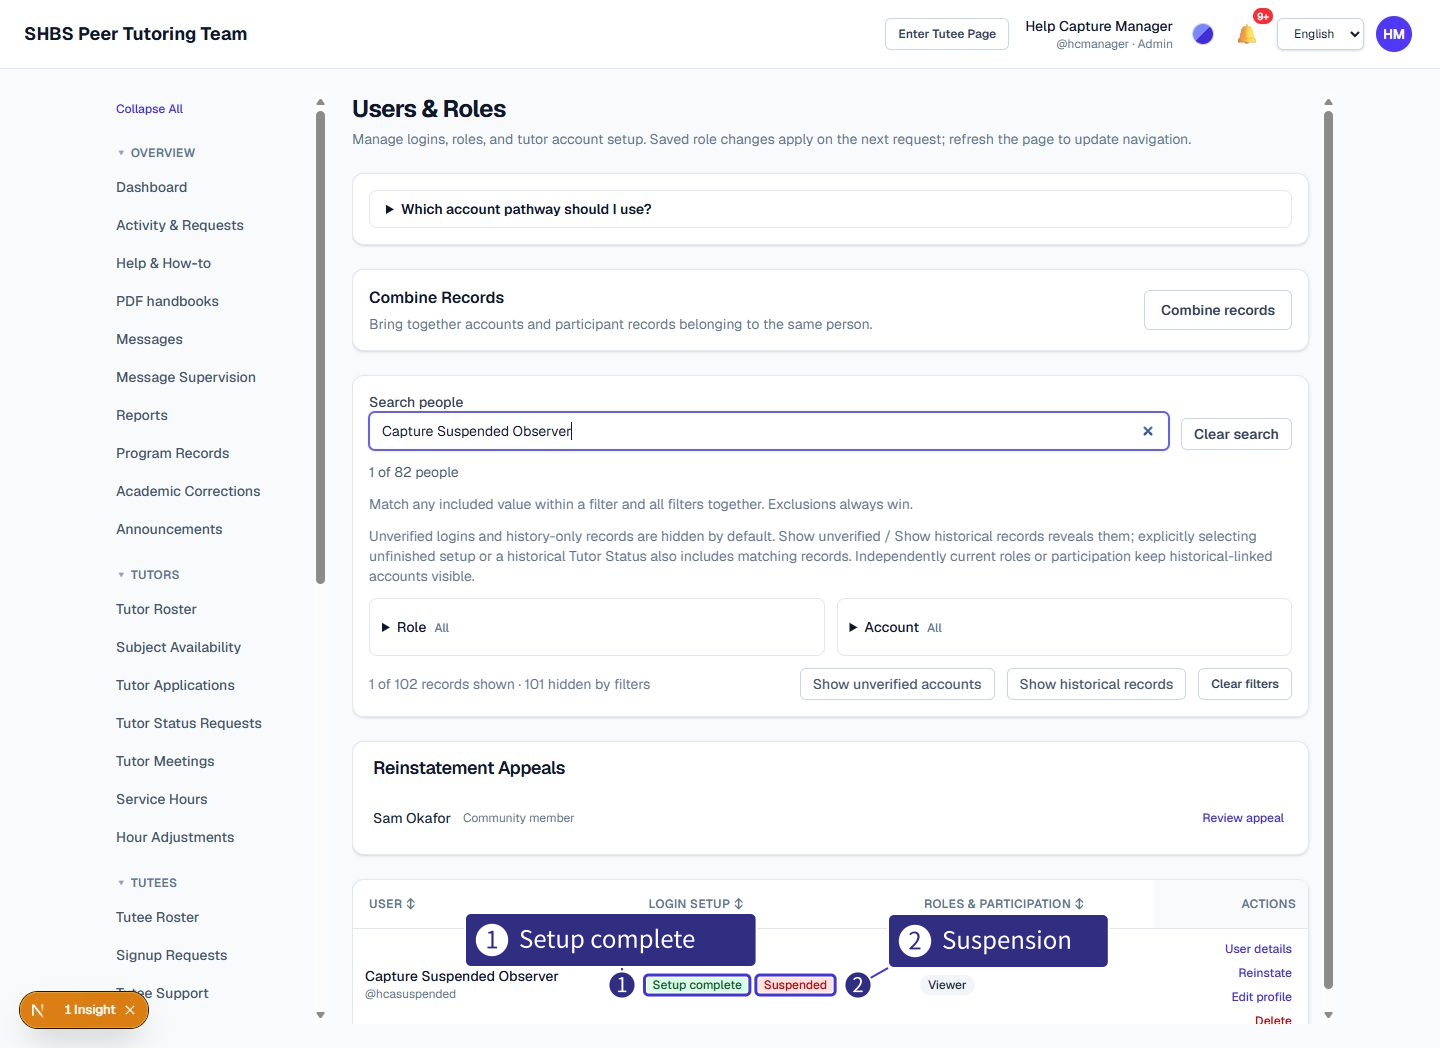 SHBS Peer Tutoring Team
Enter Tutee Page
Help Capture Manager
@hcmanager · Admin
9+
English
HM
Collapse All
OVERVIEW
Dashboard
Activity & Requests
Help & How-to
PDF handbooks
Messages
Message Supervision
Reports
Program Records
Academic Corrections
Announcements
TUTORS
Tutor Roster
Subject Availability
Tutor Applications
Tutor Status Requests
Tutor Meetings
Service Hours
Hour Adjustments
TUTEES
Tutee Roster
Signup Requests
Tutee Support
N 1 Insight ×
Users & Roles
Manage logins, roles, and tutor account setup. Saved role changes apply on the next request; refresh the page to update navigation.
Which account pathway should I use?
Combine Records
Bring together accounts and participant records belonging to the same person.
Combine records
Search people
Capture Suspended Observer
Clear search
1 of 82 people
Match any included value within a filter and all filters together. Exclusions always win.
Unverified logins and history-only records are hidden by default. Show unverified / Show historical records reveals them; explicitly selecting
unfinished setup or a historical Tutor Status also includes matching records. Independently current roles or participation keep historical-linked
accounts visible.
Role All
Account All
1 of 102 records shown · 101 hidden by filters
Show unverified accounts
Show historical records
Clear filters
Reinstatement Appeals
Sam Okafor Community member
Review appeal
USER
LOGIN SETUP
ROLES & PARTICIPATION
ACTIONS
1 Setup complete
2 Suspension
Capture Suspended Observer
@hcasuspended
1 Setup complete Suspended 2
Viewer
User details
Reinstate
Edit profile
Delete